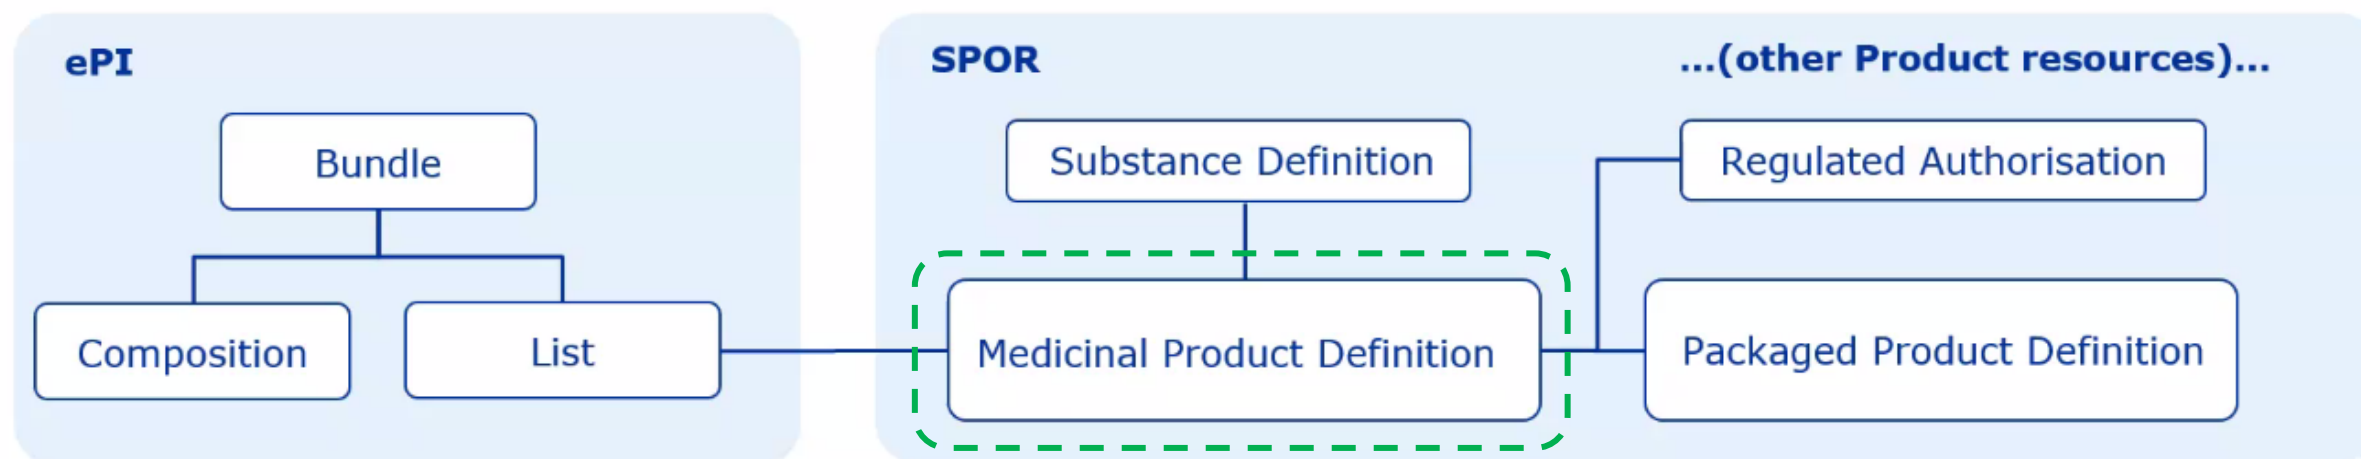 ePI
Bundle
Composition
List
SPOR
...(other Product resources)...
Substance Definition
Regulated Authorisation
Medicinal Product Definition
Packaged Product Definition